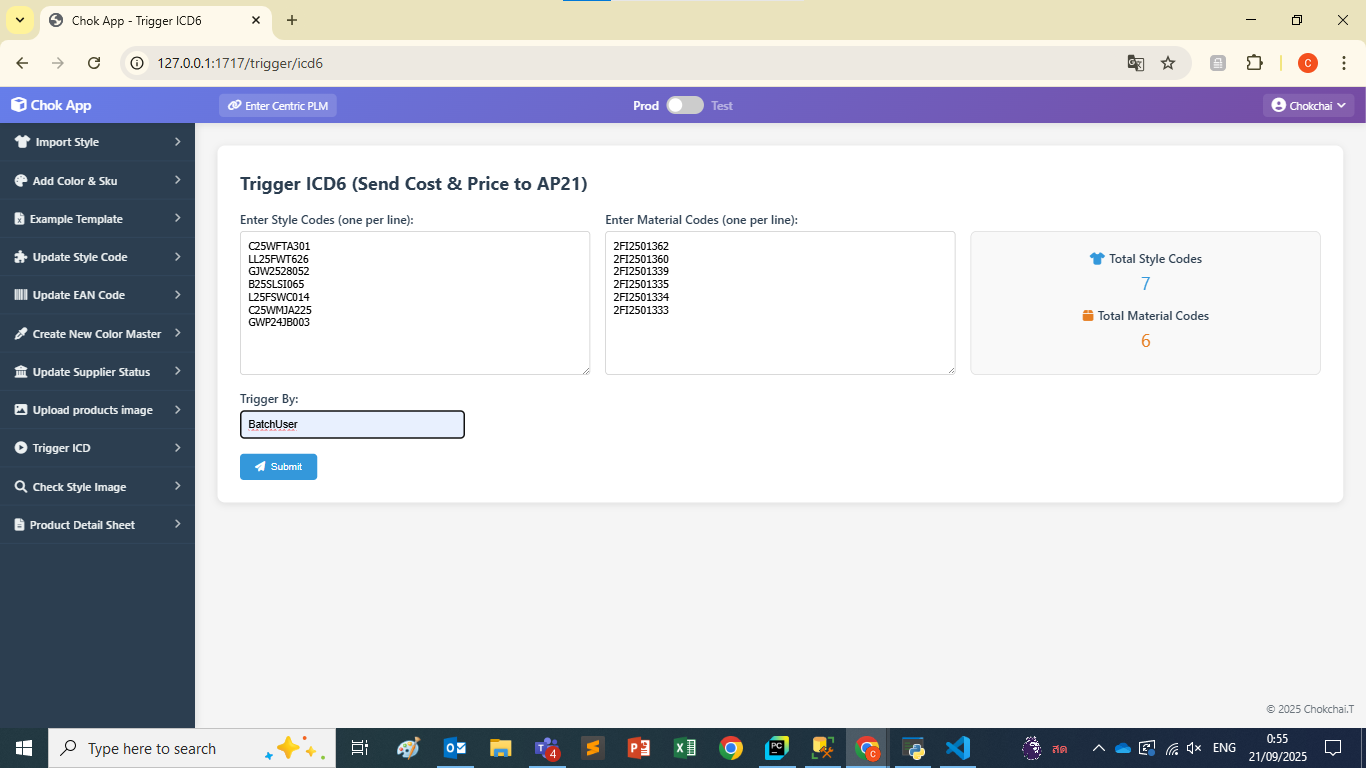 Chok App - Trigger ICD6
127.0.0.1:1717/trigger/icd6
C
Chok App
Enter Centric PLM
Prod
Test
Chokchai
Import Style
Add Color & Sku
Example Template
Update Style Code
Update EAN Code
Create New Color Master
Update Supplier Status
Upload products image
Trigger ICD
Check Style Image
Product Detail Sheet
Trigger ICD6 (Send Cost & Price to AP21)
Enter Style Codes (one per line):
C25WFTA301
LL25FWT626
GJW2528052
B25SLSI065
L25FSWC014
C25WMJA225
GWP24JB003
Enter Material Codes (one per line):
2FI2501362
2FI2501360
2FI2501339
2FI2501335
2FI2501334
2FI2501333
Total Style Codes
7
Total Material Codes
6
Trigger By:
BatchUser
Submit
© 2025 Chokchai.T
Type here to search
4
PC
C
สด
ENG
0:55
21/09/2025